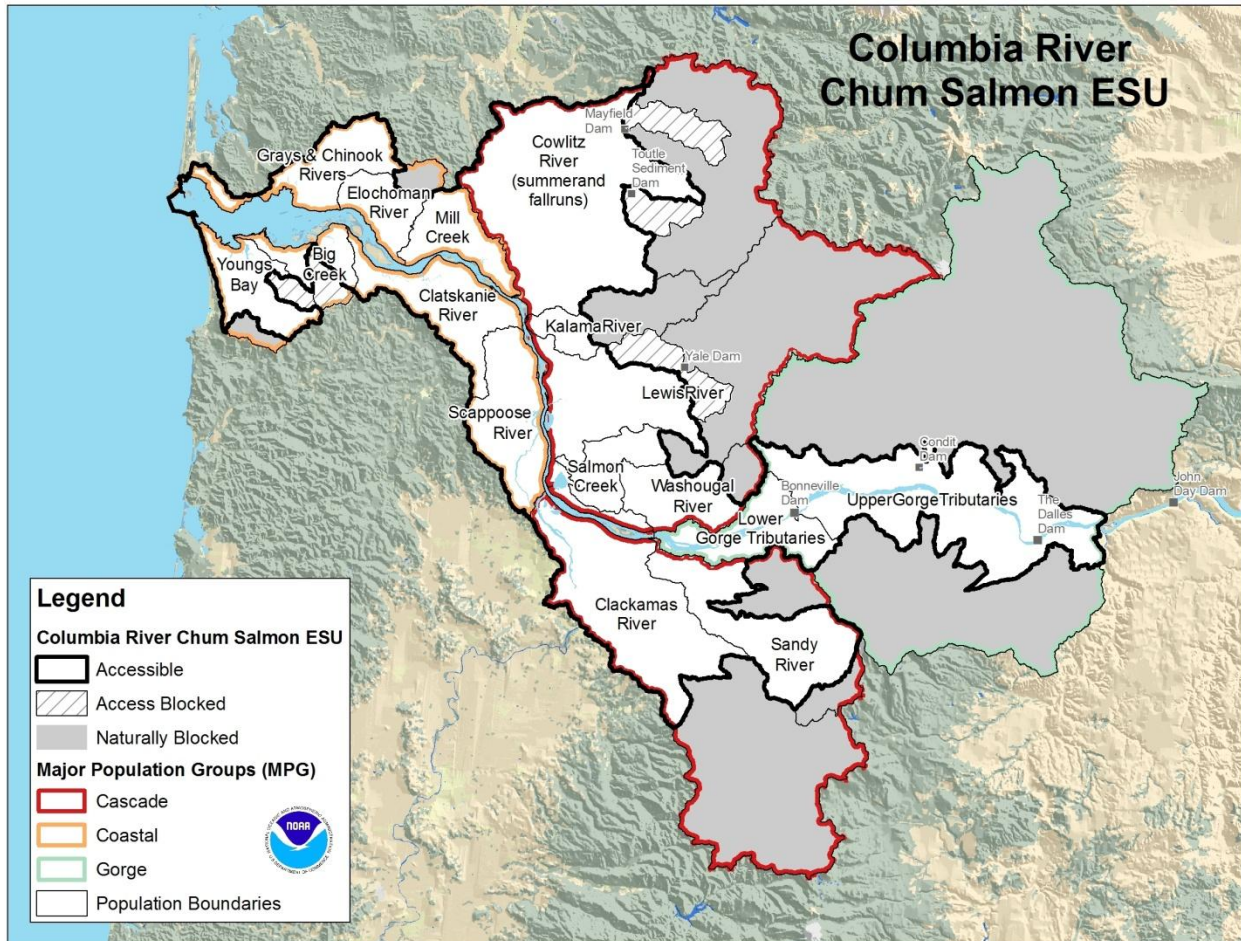 Columbia River
Chum Salmon ESU
Mayfield
Dam
Toutle
Sediment
Dam
Cowlitz
River
(summerand
fallruns)
Grays & Chinook
Rivers
Elochoman
River
Mill
Creek
Youngs
Bay
Big
Creek
Clatskanie
River
KalamaRiver
Yale Dam
LewisRiver
Scappoose
River
Salmon
Creek
Washougal
River
Condit
Dam
Bonneville
Dam
UpperGorgeTributaries
John
Day Dam
The
Dalles
Dam
Lower
Gorge Tributaries
Clackamas
River
Sandy
River
Legend
Columbia River Chum Salmon ESU
Accessible
Access Blocked
Naturally Blocked
Major Population Groups (MPG)
Cascade
Coastal
Gorge
Population Boundaries
NOAA